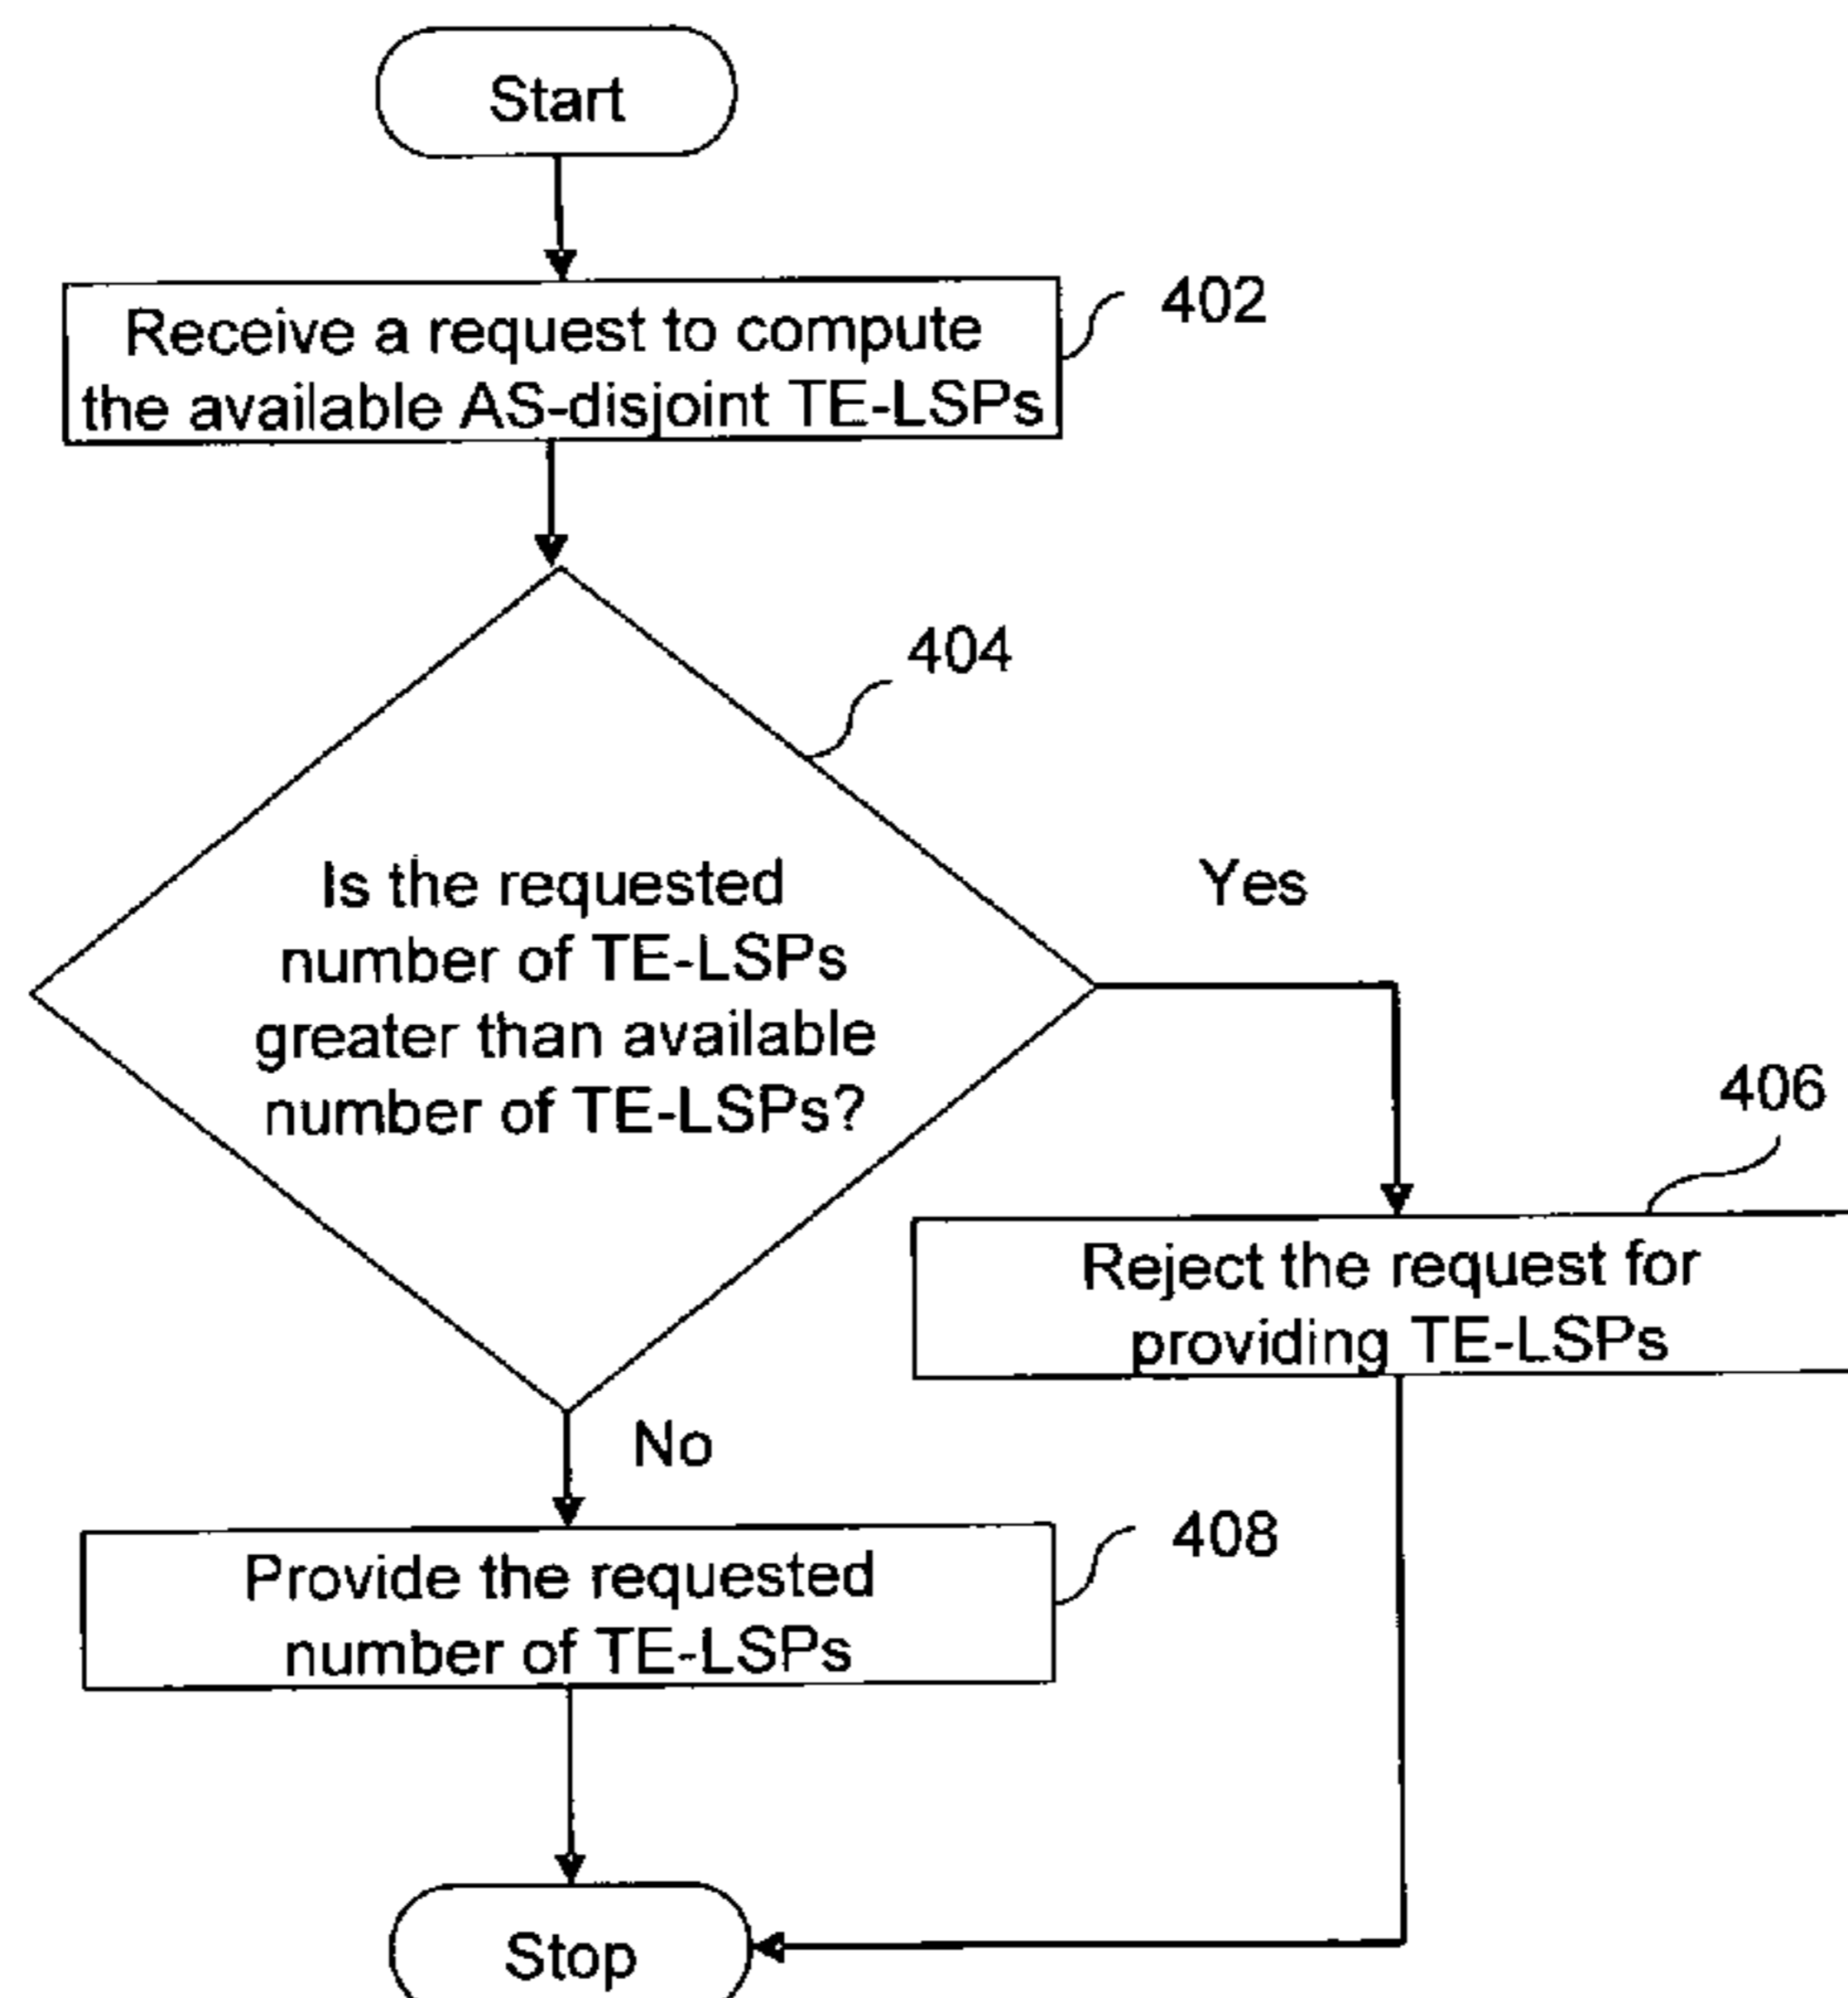 Start
Receive a request to compute
the available AS-disjoint TE-LSPs
402
404
Is the requested
number of TE-LSPs
greater than available
number of TE-LSPs?
Yes
406
Reject the request for
providing TE-LSPs
No
408
Provide the requested
number of TE-LSPs
Stop